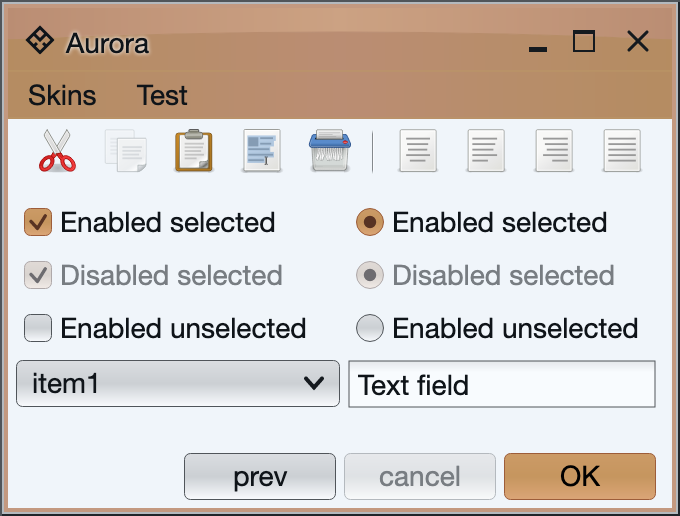 Aurora
Skins Test
Enabled selected Enabled selected
Disabled selected Disabled selected
Enabled unselected Enabled unselected
item1 Text field
prev cancel OK